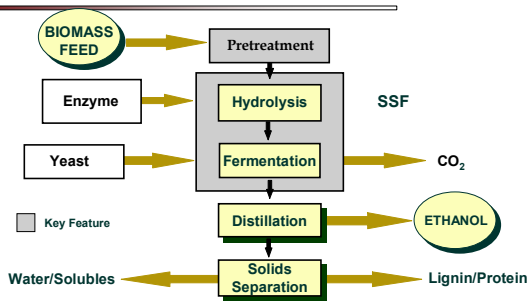 BIOMASS
FEED
Pretreatment
Enzyme
Hydrolysis
SSF
Yeast
Fermentation
CO₂
Key Feature
Distillation
ETHANOL
Water/Solubles
Solids
Separation
Lignin/Protein